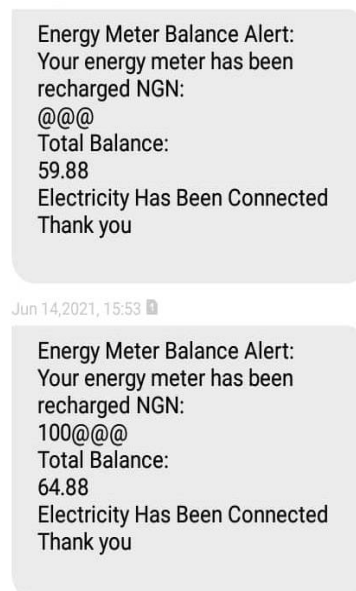 Energy Meter Balance Alert:
Your energy meter has been
recharged NGN:
@@@
Total Balance:
59.88
Electricity Has Been Connected
Thank you
Jun 14,2021, 15:53
Energy Meter Balance Alert:
Your energy meter has been
recharged NGN:
100@@@
Total Balance:
64.88
Electricity Has Been Connected
Thank you